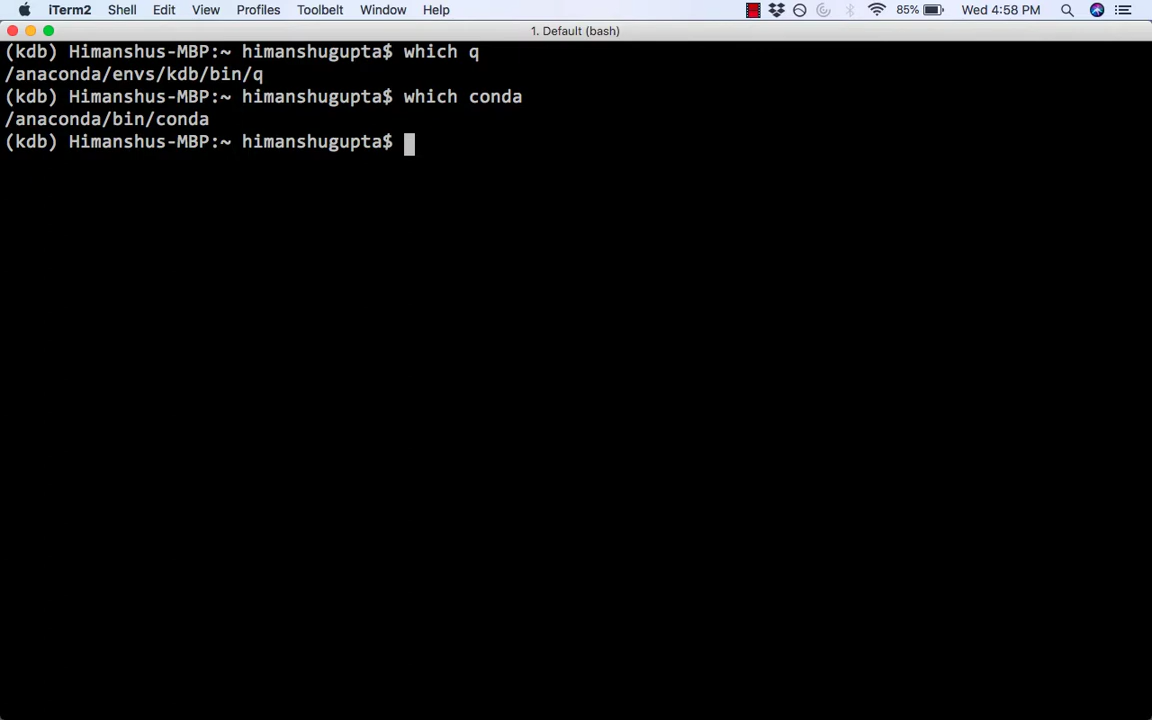 iTerm2 Shell Edit View Profiles Toolbelt Window Help 85% Wed 4:58 PM
1. Default (bash)
(kdb) Himanshus-MBP:~ himanshugupta$ which q
/anaconda/envs/kdb/bin/q
(kdb) Himanshus-MBP:~ himanshugupta$ which conda
/anaconda/bin/conda
(kdb) Himanshus-MBP:~ himanshugupta$